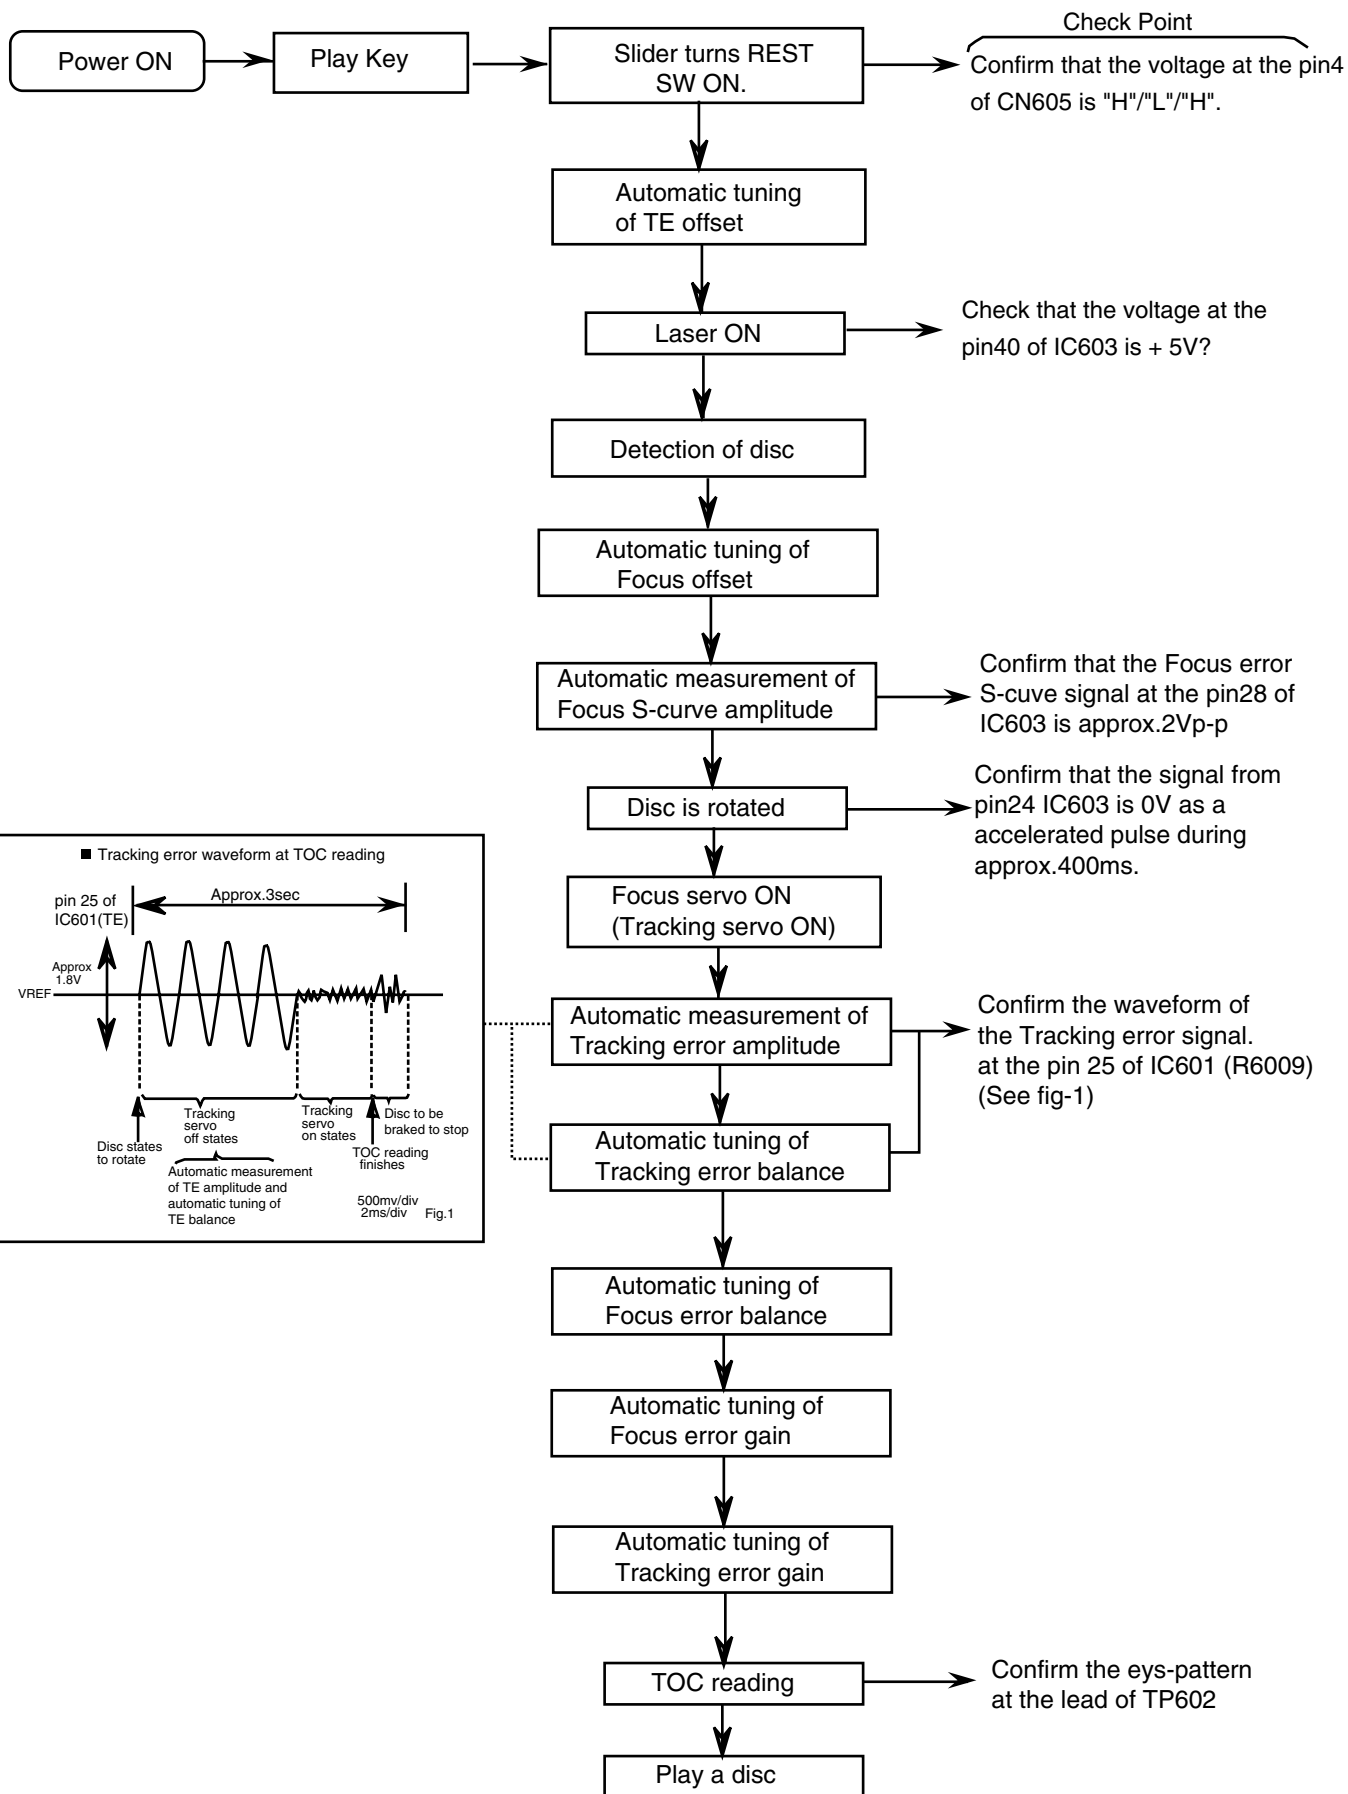 Check Point
Power ON
Play Key
Slider turns REST
SW ON.
Confirm that the voltage at the pin4
of CN605 is "H"/"L"/"H".
Automatic tuning
of TE offset
Laser ON
Check that the voltage at the
pin40 of IC603 is + 5V?
Detection of disc
Automatic tuning of
Focus offset
Automatic measurement of
Focus S-curve amplitude
Confirm that the Focus error
S-cuve signal at the pin28 of
IC603 is approx.2Vp-p
Disc is rotated
Confirm that the signal from
pin24 IC603 is 0V as a
accelerated pulse during
approx.400ms.
Focus servo ON
(Tracking servo ON)
■ Tracking error waveform at TOC reading
pin 25 of
IC601(TE)
Approx.3sec
Approx
1.8V
VREF
Disc states
to rotate
Tracking
servo
off states
Tracking
servo
on states
Disc to be
braked to stop
TOC reading
finishes
Automatic measurement
of TE amplitude and
automatic tuning of
TE balance
500mv/div
2ms/div
Fig.1
Automatic measurement of
Tracking error amplitude
Confirm the waveform of
the Tracking error signal.
at the pin 25 of IC601 (R6009)
(See fig-1)
Automatic tuning of
Tracking error balance
Automatic tuning of
Focus error balance
Automatic tuning of
Focus error gain
Automatic tuning of
Tracking error gain
TOC reading
Confirm the eys-pattern
at the lead of TP602
Play a disc